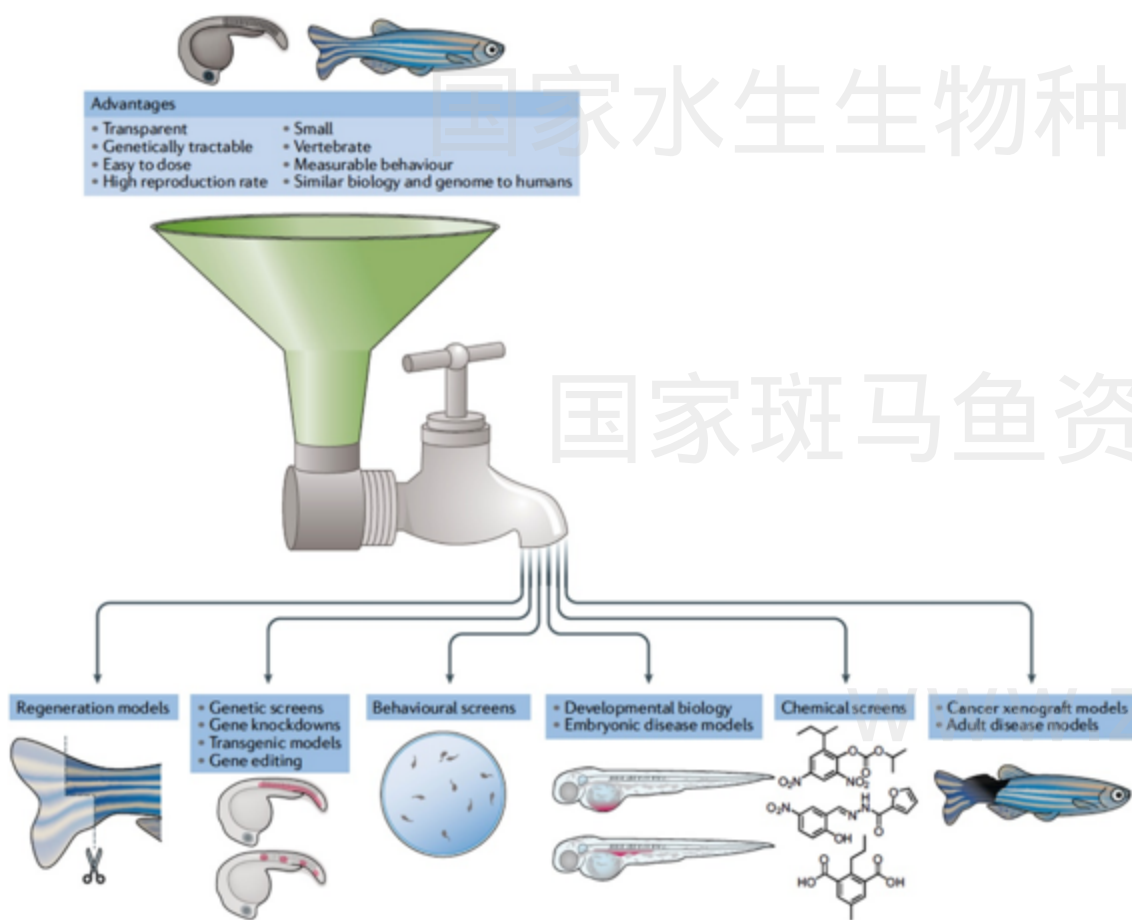 Advantages
• Transparent
• Genetically tractable
• Easy to dose
• High reproduction rate
• Small
• Vertebrate
• Measurable behaviour
• Similar biology and genome to humans
国家水生生物种
国家斑马鱼资
Regeneration models
• Genetic screens
• Gene knockdowns
• Transgenic models
• Gene editing
Behavioural screens
• Developmental biology
• Embryonic disease models
Chemical screens
• Cancer xenograft models
• Adult disease models
www.z
O₂N
NO₂
O
O
O
O₂N
N
H
N
O
O
OH
O
O
HO
OH